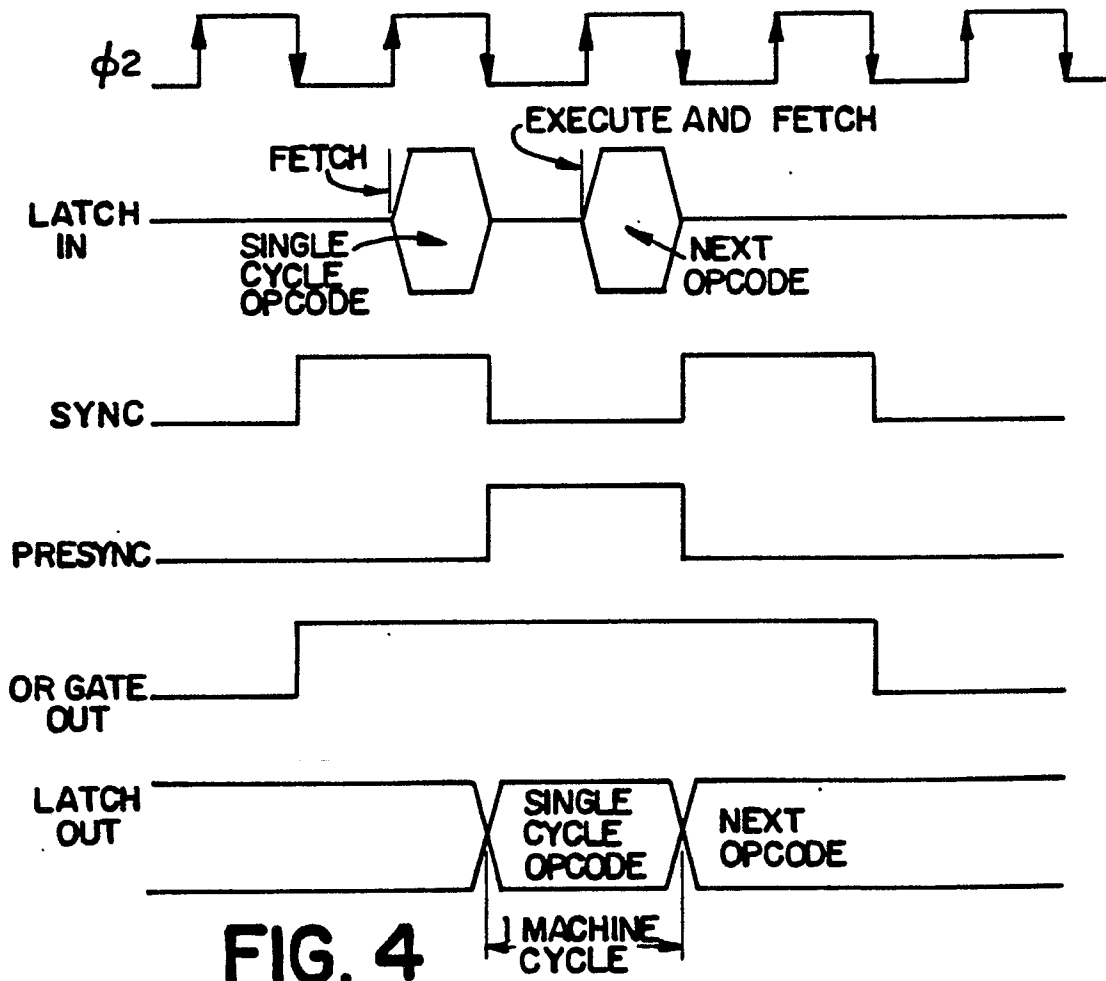 ϕ2
EXECUTE AND FETCH
FETCH
LATCH
IN
SINGLE
CYCLE
OPCODE
NEXT
OPCODE
SYNC
PRESYNC
OR GATE
OUT
LATCH
OUT
SINGLE
CYCLE
OPCODE
NEXT
OPCODE
1 MACHINE
CYCLE
FIG. 4